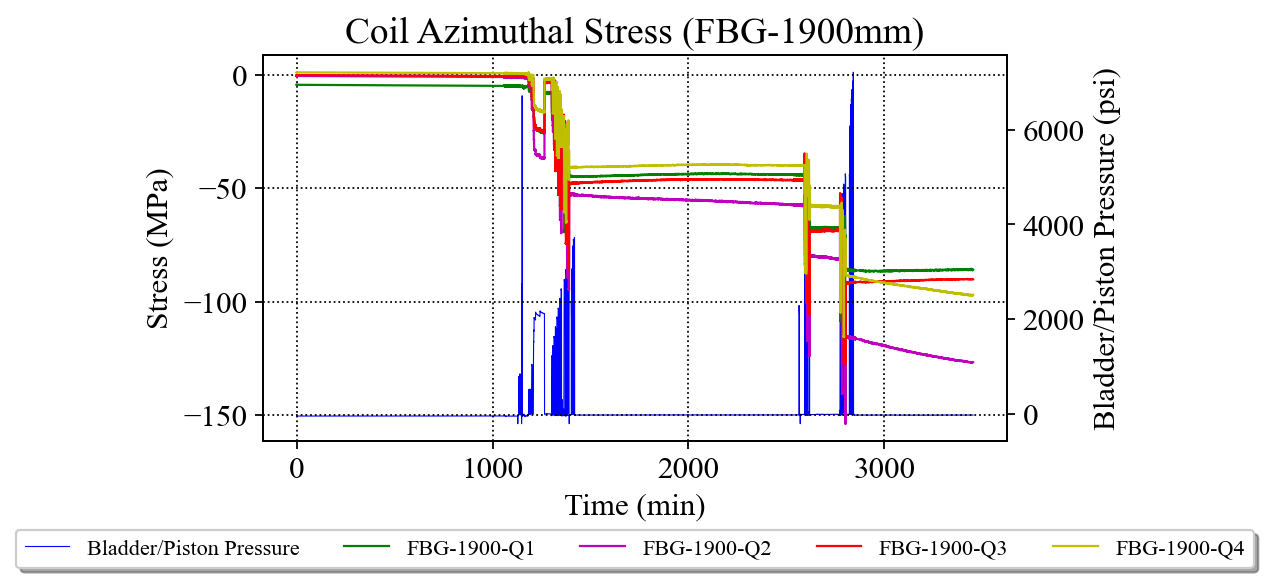 Coil Azimuthal Stress (FBG-1900mm)
Stress (MPa)
0
−50
−100
−150
6000
4000
2000
0
Bladder/Piston Pressure (psi)
0 1000 2000 3000
Time (min)
Bladder/Piston Pressure FBG-1900-Q1 FBG-1900-Q2 FBG-1900-Q3 FBG-1900-Q4